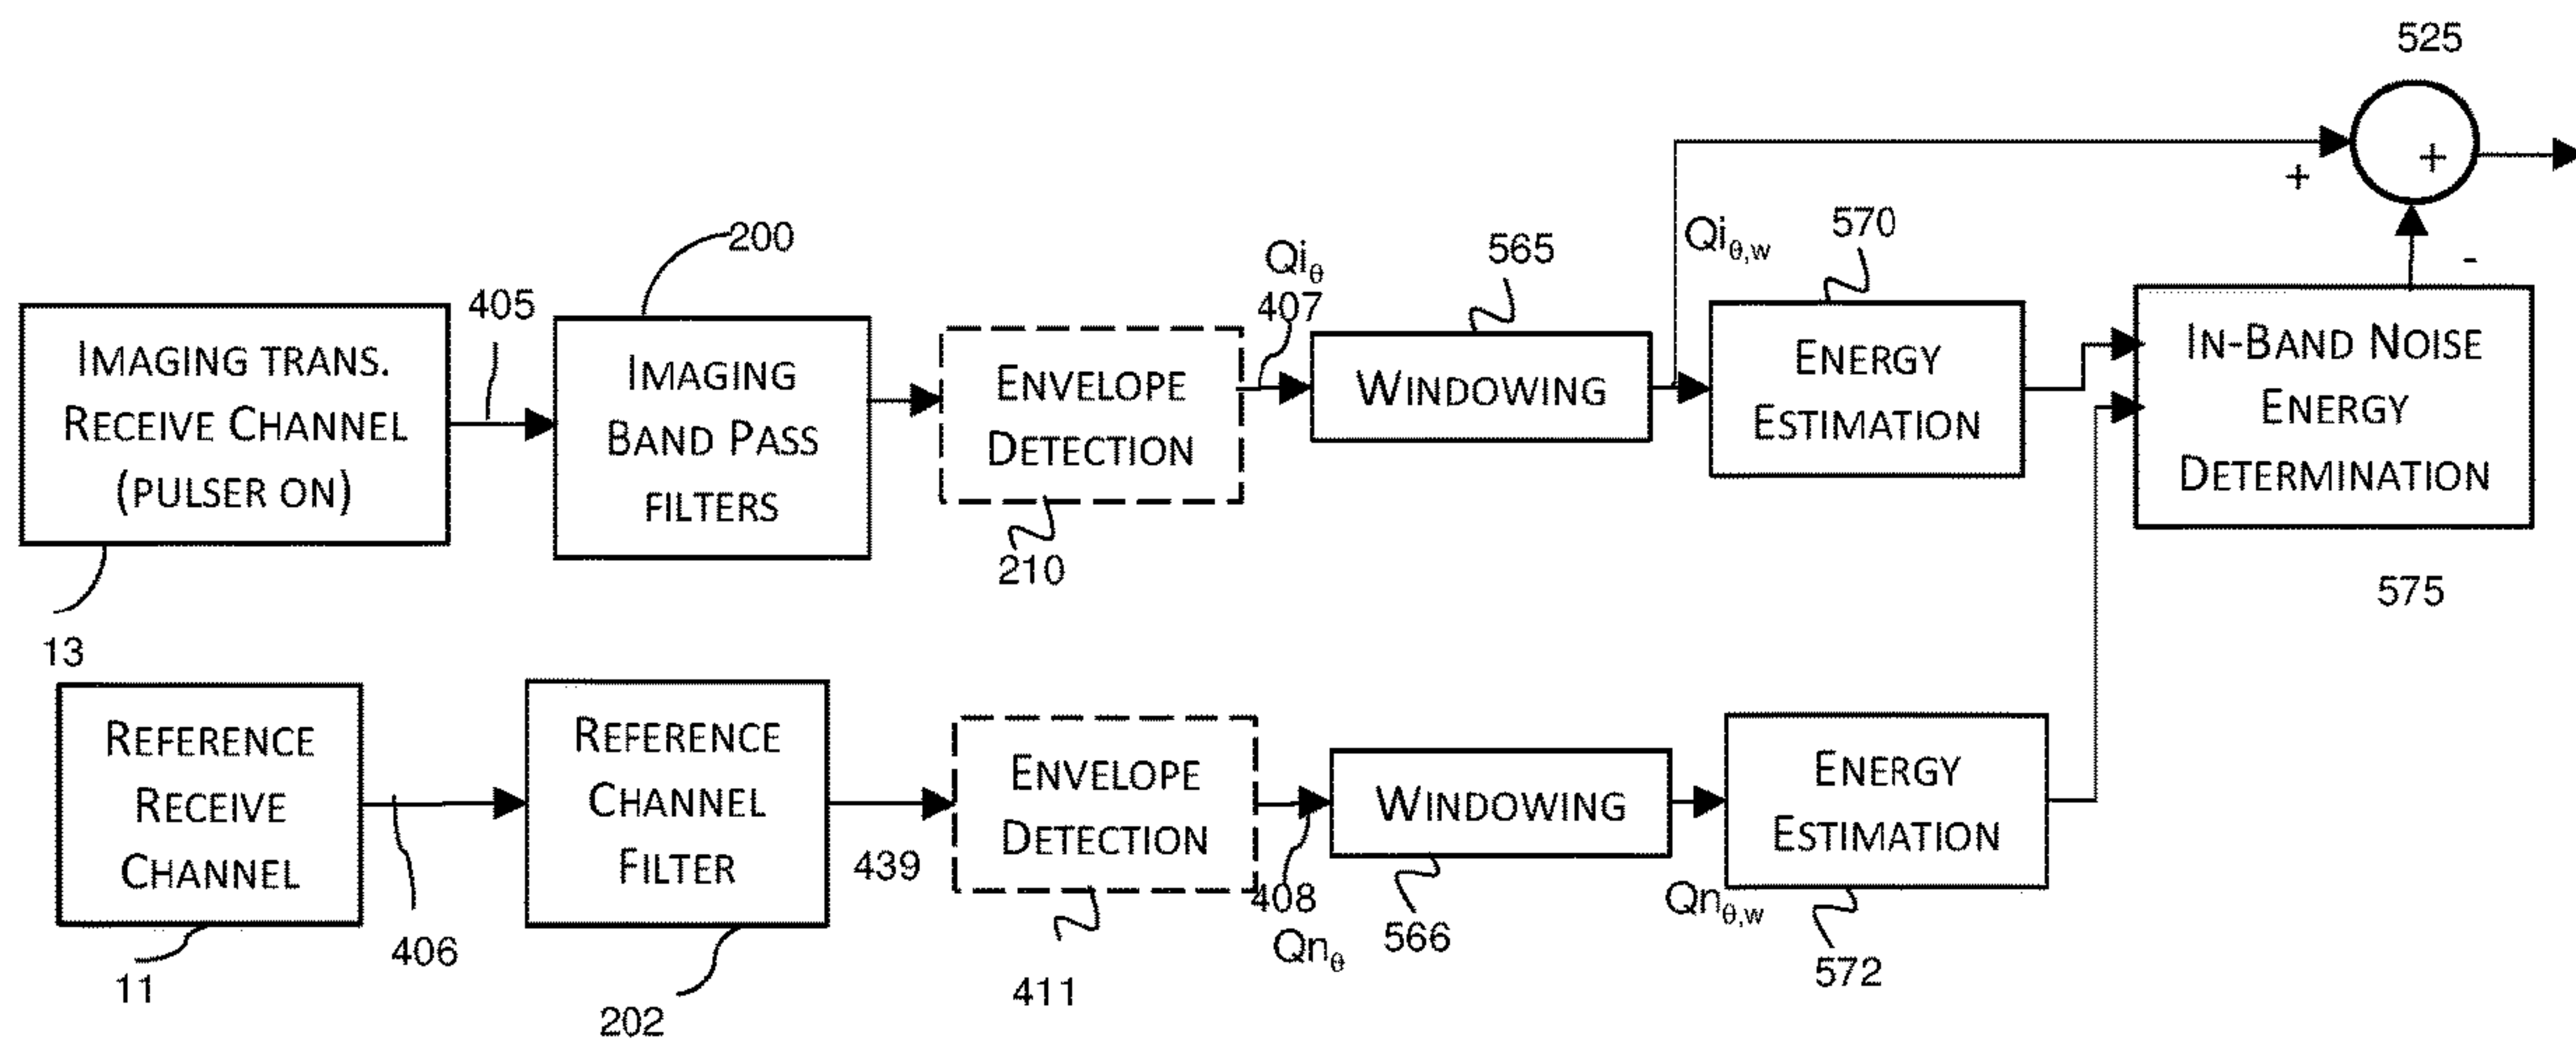 525
+
+
-
200
405
IMAGING TRANS.
RECEIVE CHANNEL
(PULSER ON)
13
IMAGING
BAND PASS
FILTERS
ENVELOPE
DETECTION
210
Qiθ
407
565
WINDOWING
Qiθ,w
570
ENERGY
ESTIMATION
IN-BAND NOISE
ENERGY
DETERMINATION
575
REFERENCE
RECEIVE
CHANNEL
11
406
REFERENCE
CHANNEL
FILTER
202
439
ENVELOPE
DETECTION
411
408
Qnθ
WINDOWING
566
Qnθ,w
ENERGY
ESTIMATION
572